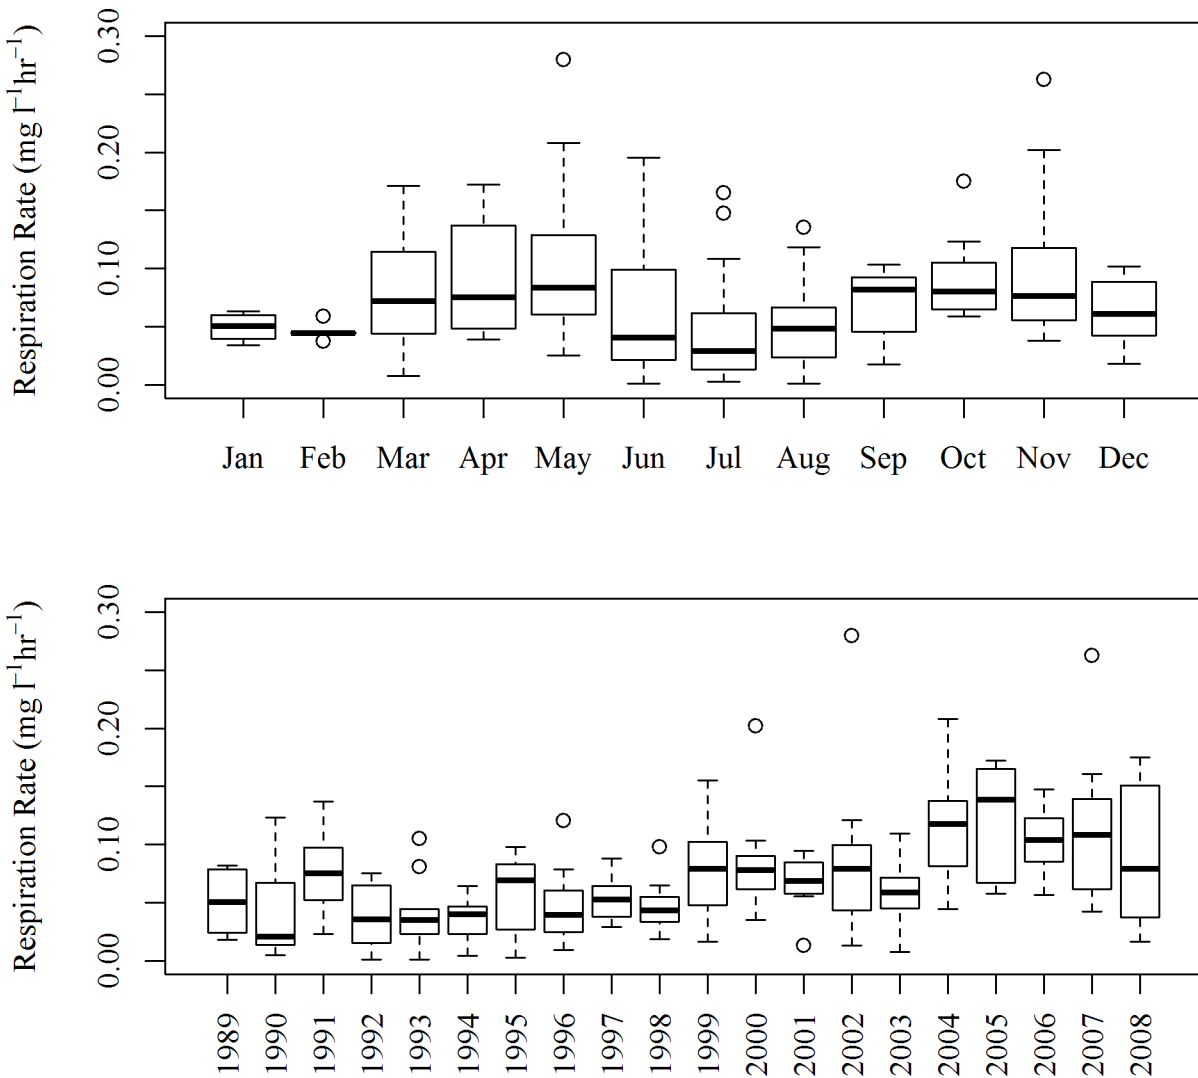 Respiration Rate (mg l⁻¹hr⁻¹)
0.30
0.20
0.10
0.00
Jan Feb Mar Apr May Jun Jul Aug Sep Oct Nov Dec
Respiration Rate (mg l⁻¹hr⁻¹)
0.30
0.20
0.10
0.00
1989 1990 1991 1992 1993 1994 1995 1996 1997 1998 1999 2000 2001 2002 2003 2004 2005 2006 2007 2008